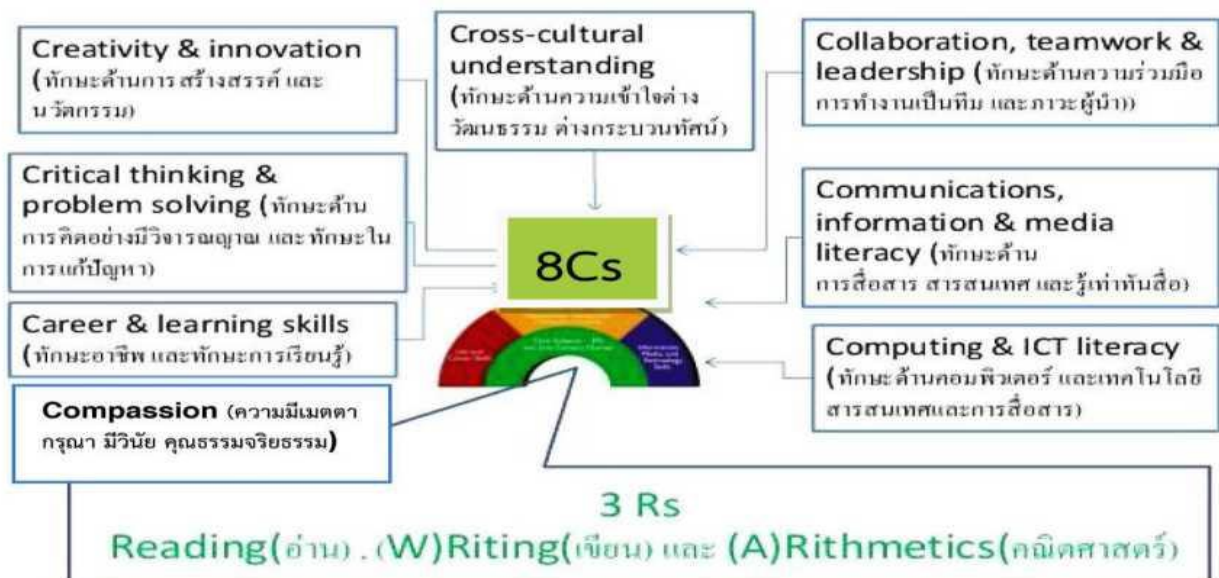 Creativity & innovation
(ทักษะด้านการ สร้างสรรค์ และ
นวัตกรรม)
Cross-cultural
understanding
(ทักษะด้านความเข้าใจต่าง
วัฒนธรรม ต่างกระบวนทัศน์)
Collaboration, teamwork &
leadership (ทักษะด้านความร่วมมือ
การทำงานเป็นทีม และภาวะผู้นำ))
Critical thinking &
problem solving (ทักษะด้าน
การคิดอย่างมีวิจารณญาณ และทักษะใน
การแก้ปัญหา)
8Cs
Communications,
information & media
literacy (ทักษะด้าน
การสื่อสาร สารสนเทศ และรู้เท่าทันสื่อ)
Career & learning skills
(ทักษะอาชีพ และทักษะการเรียนรู้)
Computing & ICT literacy
(ทักษะด้านคอมพิวเตอร์ และเทคโนโลยี
สารสนเทศและการสื่อสาร)
Compassion (ความมีเมตตา
กรุณา มีวินัย คุณธรรมจริยธรรม)
3 Rs
Reading(อ่าน) . (W)Riting(เขียน) และ (A)Rithmetics(คณิตศาสตร์)